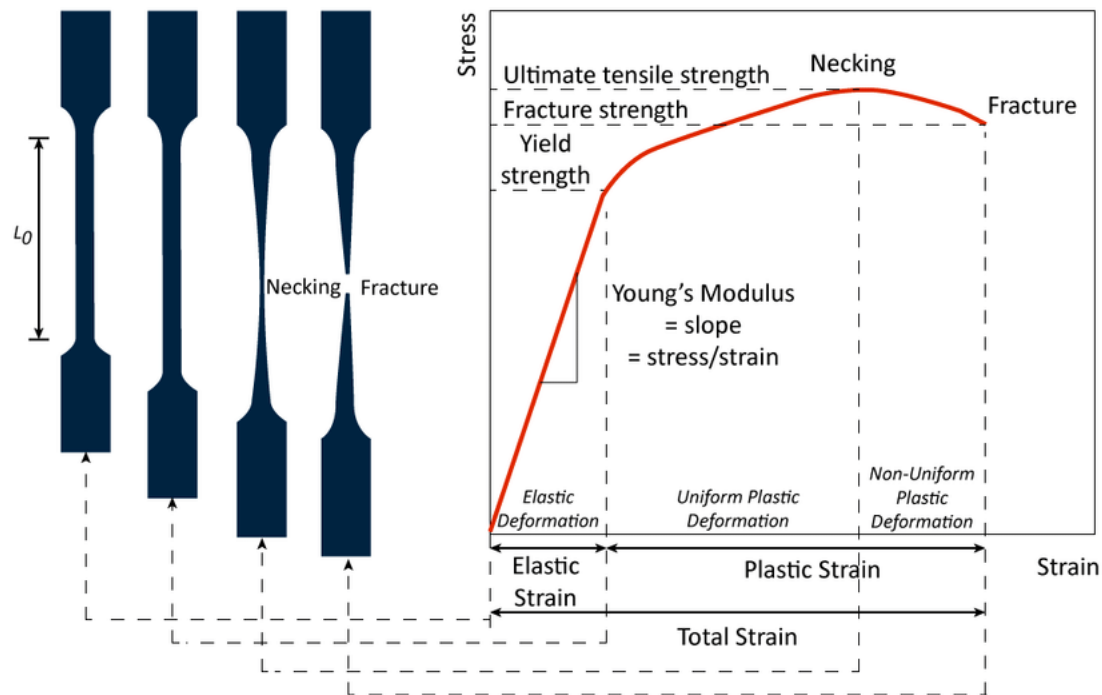 L0
Necking
Fracture
Stress
Ultimate tensile strength
Fracture strength
Yield
strength
Necking
Fracture
Young's Modulus
= slope
= stress/strain
Elastic
Deformation
Uniform Plastic
Deformation
Non-Uniform
Plastic
Deformation
Elastic
Strain
Plastic Strain
Strain
Total Strain